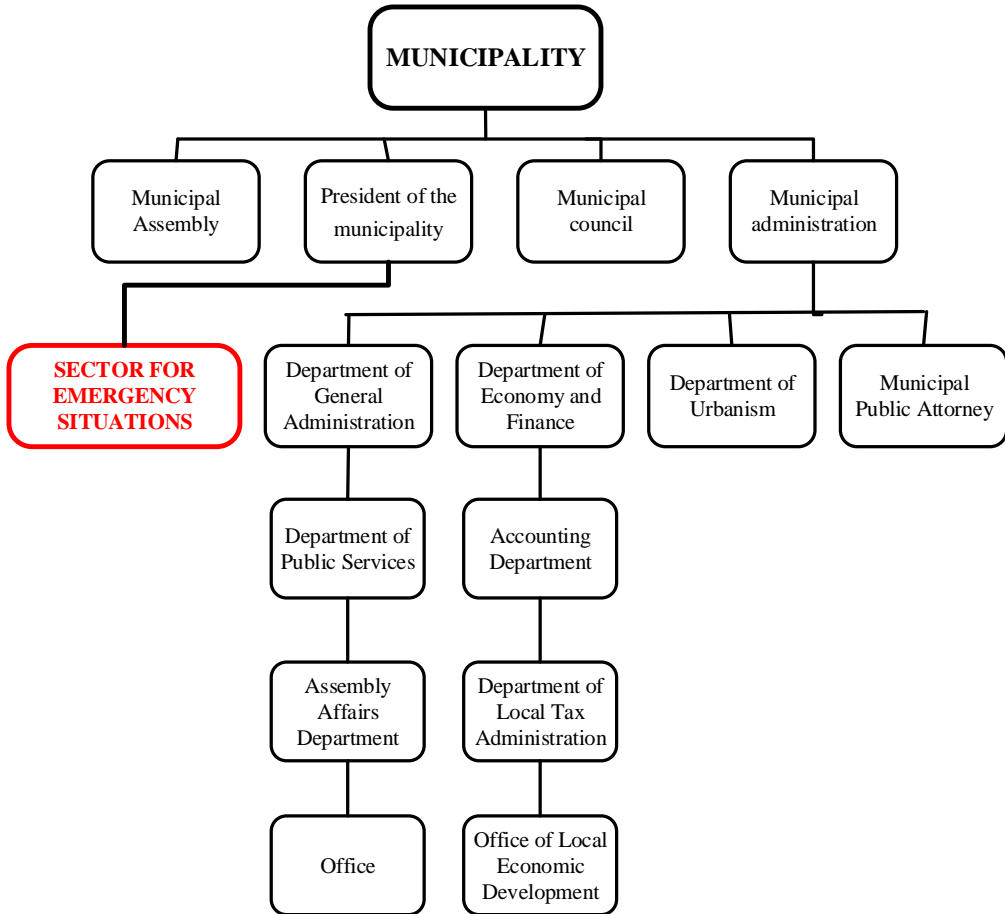 MUNICIPALITY
Municipal
Assembly
President of the
municipality
Municipal
council
Municipal
administration
SECTOR FOR
EMERGENCY
SITUATIONS
Department of
General
Administration
Department of
Economy and
Finance
Department of
Urbanism
Municipal
Public Attorney
Department of
Public Services
Accounting
Department
Assembly
Affairs
Department
Department of
Local Tax
Administration
Office
Office of Local
Economic
Development